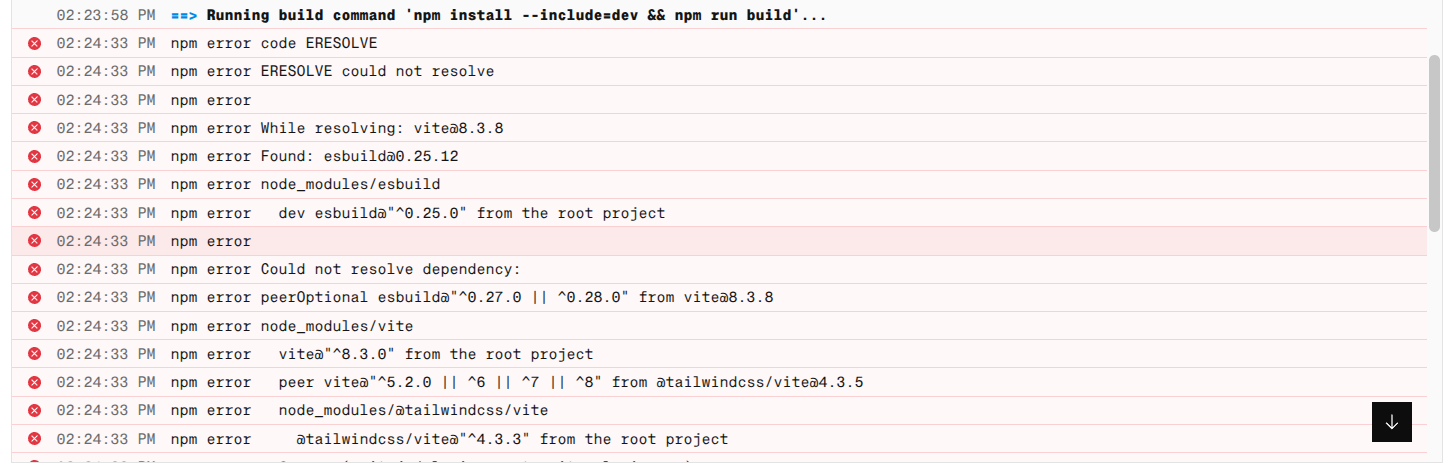 02:23:58 PM ==> Running build command 'npm install --include=dev && npm run build'...
02:24:33 PM npm error code ERESOLVE
02:24:33 PM npm error ERESOLVE could not resolve
02:24:33 PM npm error
02:24:33 PM npm error While resolving: vite@8.3.8
02:24:33 PM npm error Found: esbuild@0.25.12
02:24:33 PM npm error node_modules/esbuild
02:24:33 PM npm error   dev esbuild@"^0.25.0" from the root project
02:24:33 PM npm error
02:24:33 PM npm error Could not resolve dependency:
02:24:33 PM npm error peerOptional esbuild@"^0.27.0 || ^0.28.0" from vite@8.3.8
02:24:33 PM npm error node_modules/vite
02:24:33 PM npm error   vite@"^8.3.0" from the root project
02:24:33 PM npm error   peer vite@"^5.2.0 || ^6 || ^7 || ^8" from @tailwindcss/vite@4.3.5
02:24:33 PM npm error   node_modules/@tailwindcss/vite
02:24:33 PM npm error     @tailwindcss/vite@"^4.3.3" from the root project